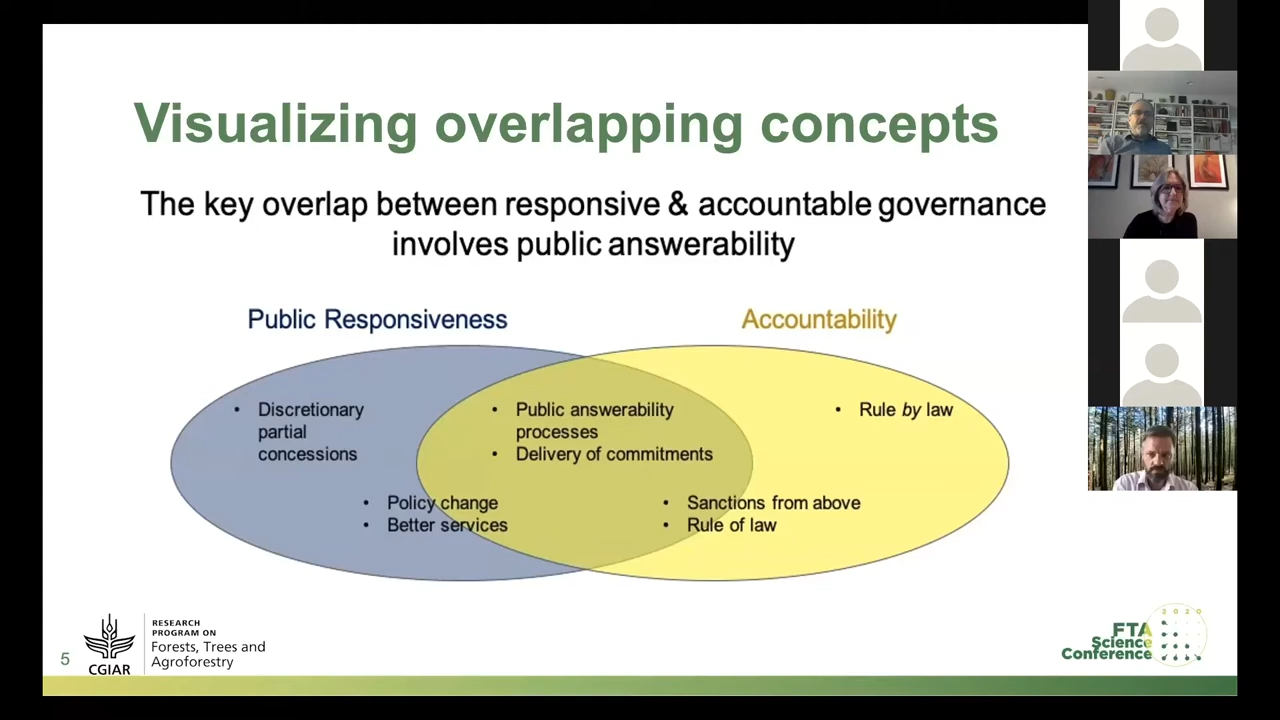 Visualizing overlapping concepts
The key overlap between responsive & accountable governance
involves public answerability
Public Responsiveness
Accountability
• Discretionary
partial
concessions
• Public answerability
processes
• Delivery of commitments
• Rule by law
• Policy change
• Better services
• Sanctions from above
• Rule of law
5
CGIAR
RESEARCH
PROGRAM ON
Forests, Trees and
Agroforestry
2020
FTA
Science
Conference